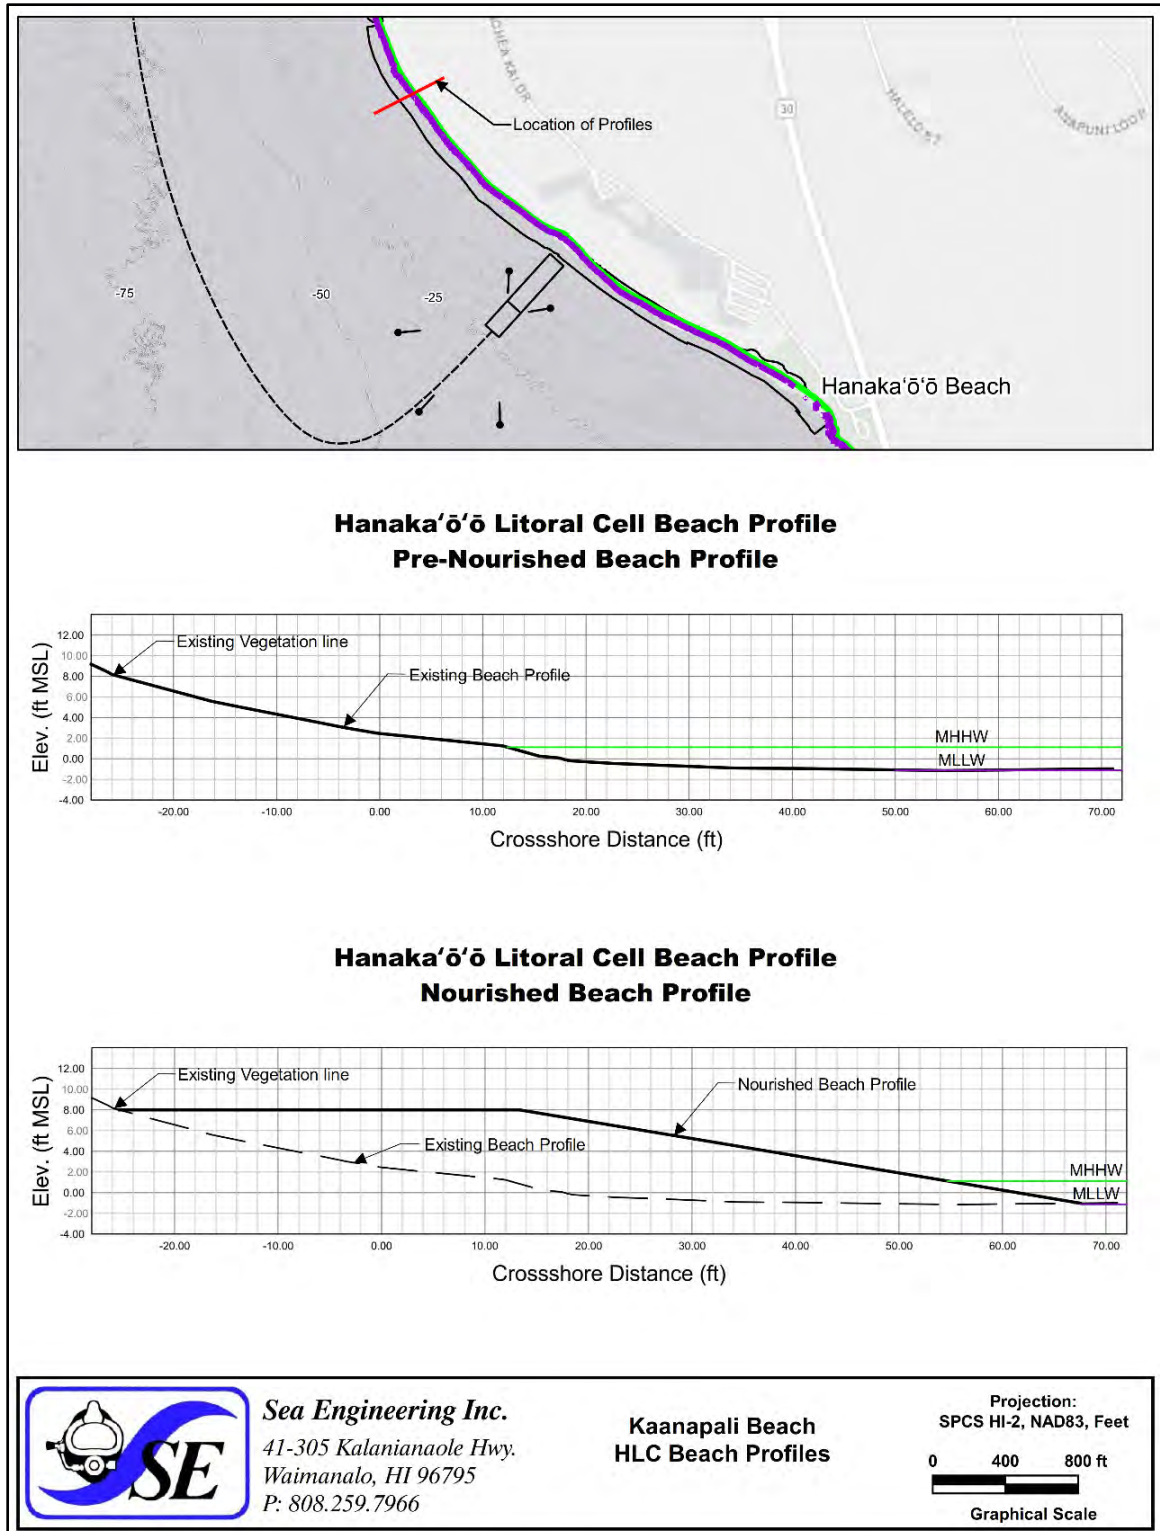 Location of Profiles
30
HALELO ST
ANAPUNI LOOP
-75
-50
-25
Hanakaʻōʻō Beach
Hanakaʻōʻō Litoral Cell Beach Profile
Pre-Nourished Beach Profile
Elev. (ft MSL)
12.00
10.00
8.00
6.00
4.00
2.00
0.00
-2.00
-4.00
Existing Vegetation line
Existing Beach Profile
MHHW
MLLW
-20.00 -10.00 0.00 10.00 20.00 30.00 40.00 50.00 60.00 70.00
Crossshore Distance (ft)
Hanakaʻōʻō Litoral Cell Beach Profile
Nourished Beach Profile
Elev. (ft MSL)
12.00
10.00
8.00
6.00
4.00
2.00
0.00
-2.00
-4.00
Existing Vegetation line
Nourished Beach Profile
Existing Beach Profile
MHHW
MLLW
-20.00 -10.00 0.00 10.00 20.00 30.00 40.00 50.00 60.00 70.00
Crossshore Distance (ft)
SE
Sea Engineering Inc.
41-305 Kalanianaole Hwy.
Waimanalo, HI 96795
P: 808.259.7966
Kaanapali Beach
HLC Beach Profiles
Projection:
SPCS HI-2, NAD83, Feet
0 400 800 ft
Graphical Scale